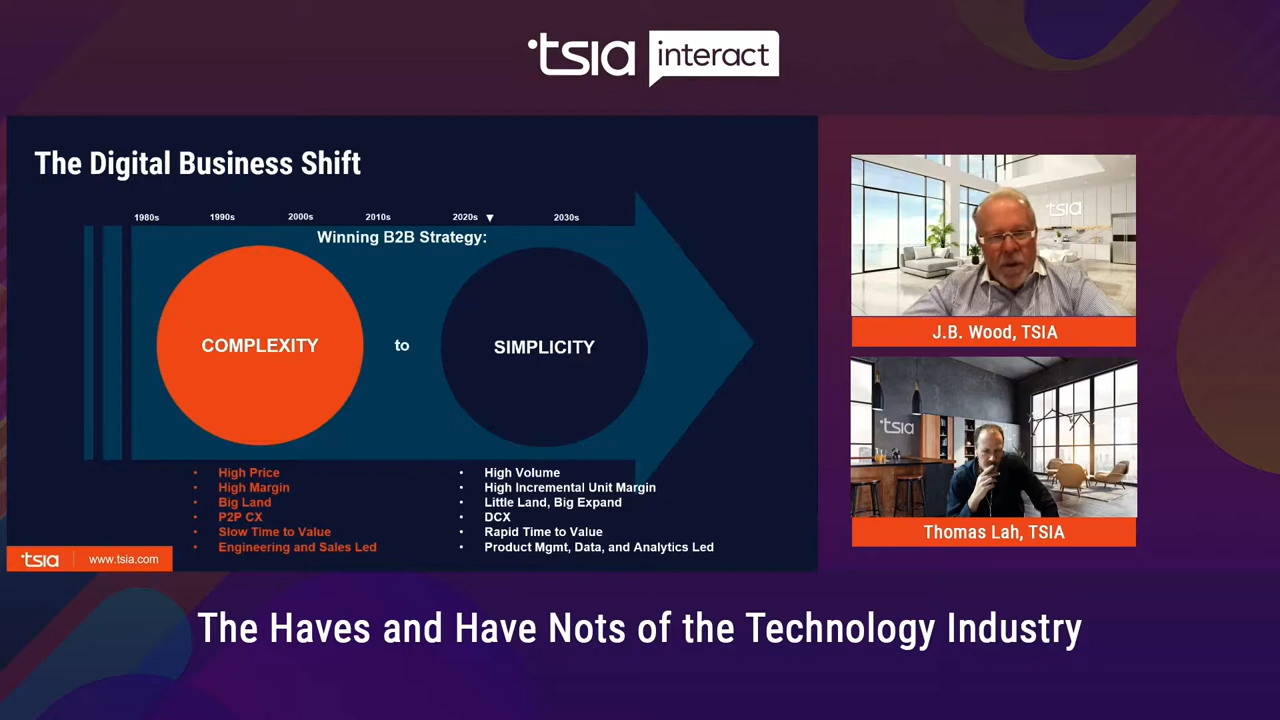 tsia interact
The Digital Business Shift
1980s 1990s 2000s 2010s 2020s 2030s
Winning B2B Strategy:
COMPLEXITY to SIMPLICITY
• High Price
• High Margin
• Big Land
• P2P CX
• Slow Time to Value
• Engineering and Sales Led
• High Volume
• High Incremental Unit Margin
• Little Land, Big Expand
• DCX
• Rapid Time to Value
• Product Mgmt, Data, and Analytics Led
tsia www.tsia.com
tsia
J.B. Wood, TSIA
tsia
Thomas Lah, TSIA
The Haves and Have Nots of the Technology Industry